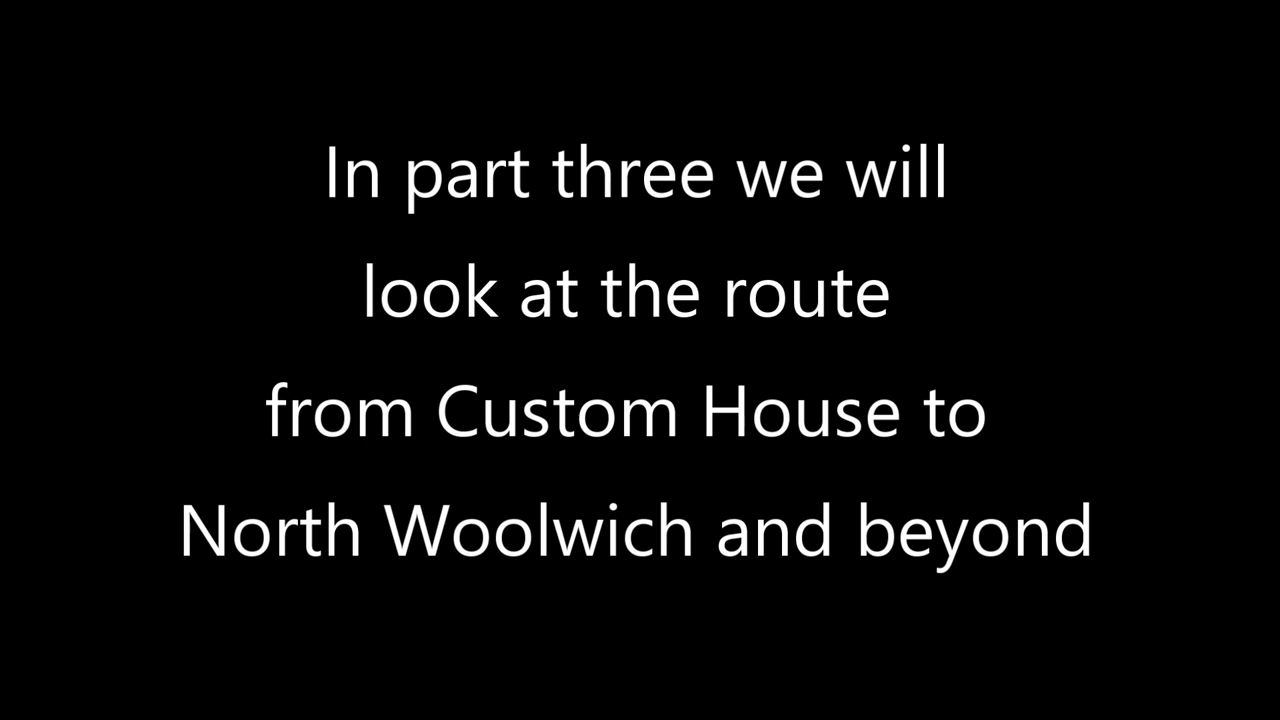 In part three we will
look at the route
from Custom House to
North Woolwich and beyond